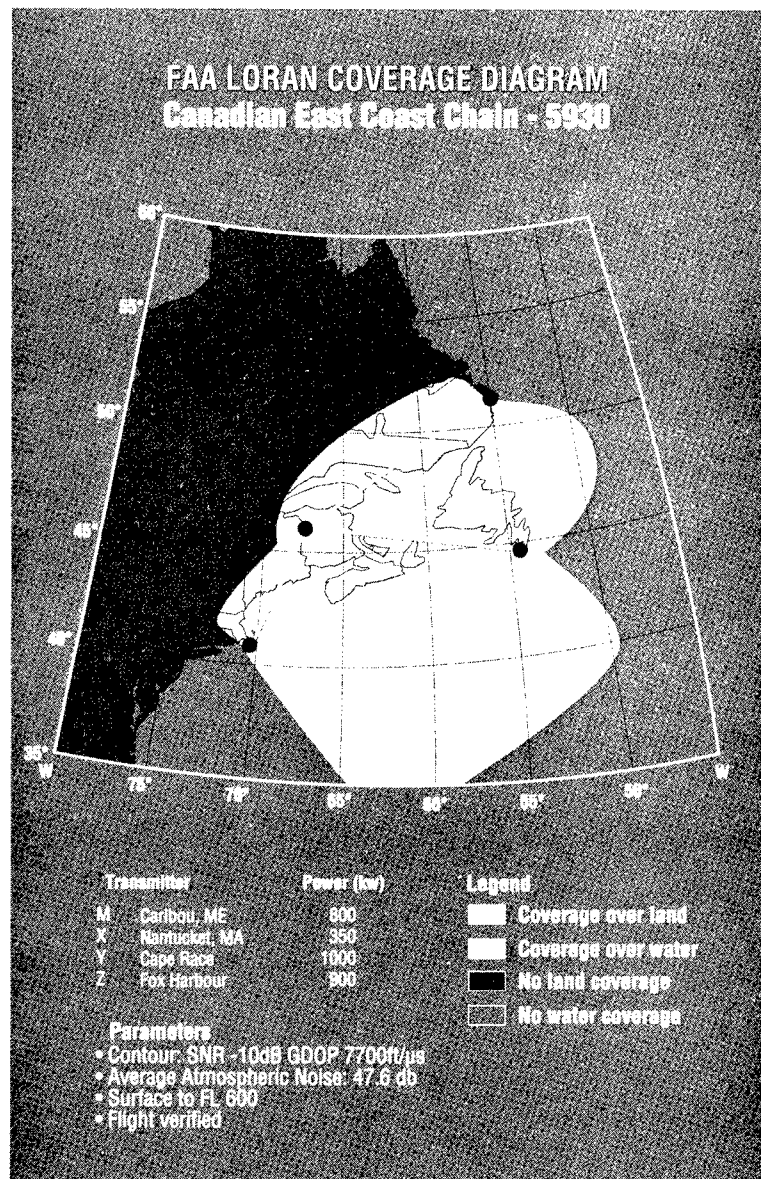 FAA LORAN COVERAGE DIAGRAM
Canadian East Coast Chain - 5930
60°
55°
50°
45°
40°
35°
W
75°
70°
65°
60°
55°
50°
W
Transmitter Power (kw)
M Caribou, ME 800
X Nantucket, MA 350
Y Cape Race 1000
Z Fox Harbour 900
Legend
Coverage over land
Coverage over water
No land coverage
No water coverage
Parameters
• Contour: SNR -10dB GDOP 7700ft/µs
• Average Atmospheric Noise: 47.6 db
• Surface to FL 600
• Flight verified